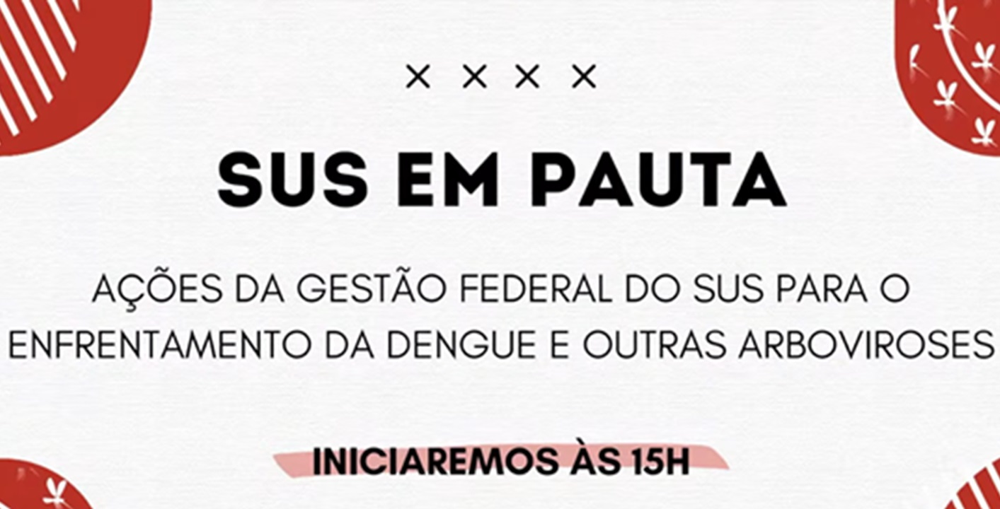 SUS EM PAUTA
AÇÕES DA GESTÃO FEDERAL DO SUS PARA O
ENFRENTAMENTO DA DENGUE E OUTRAS ARBOVIROSES
INICIAREMOS ÀS 15H